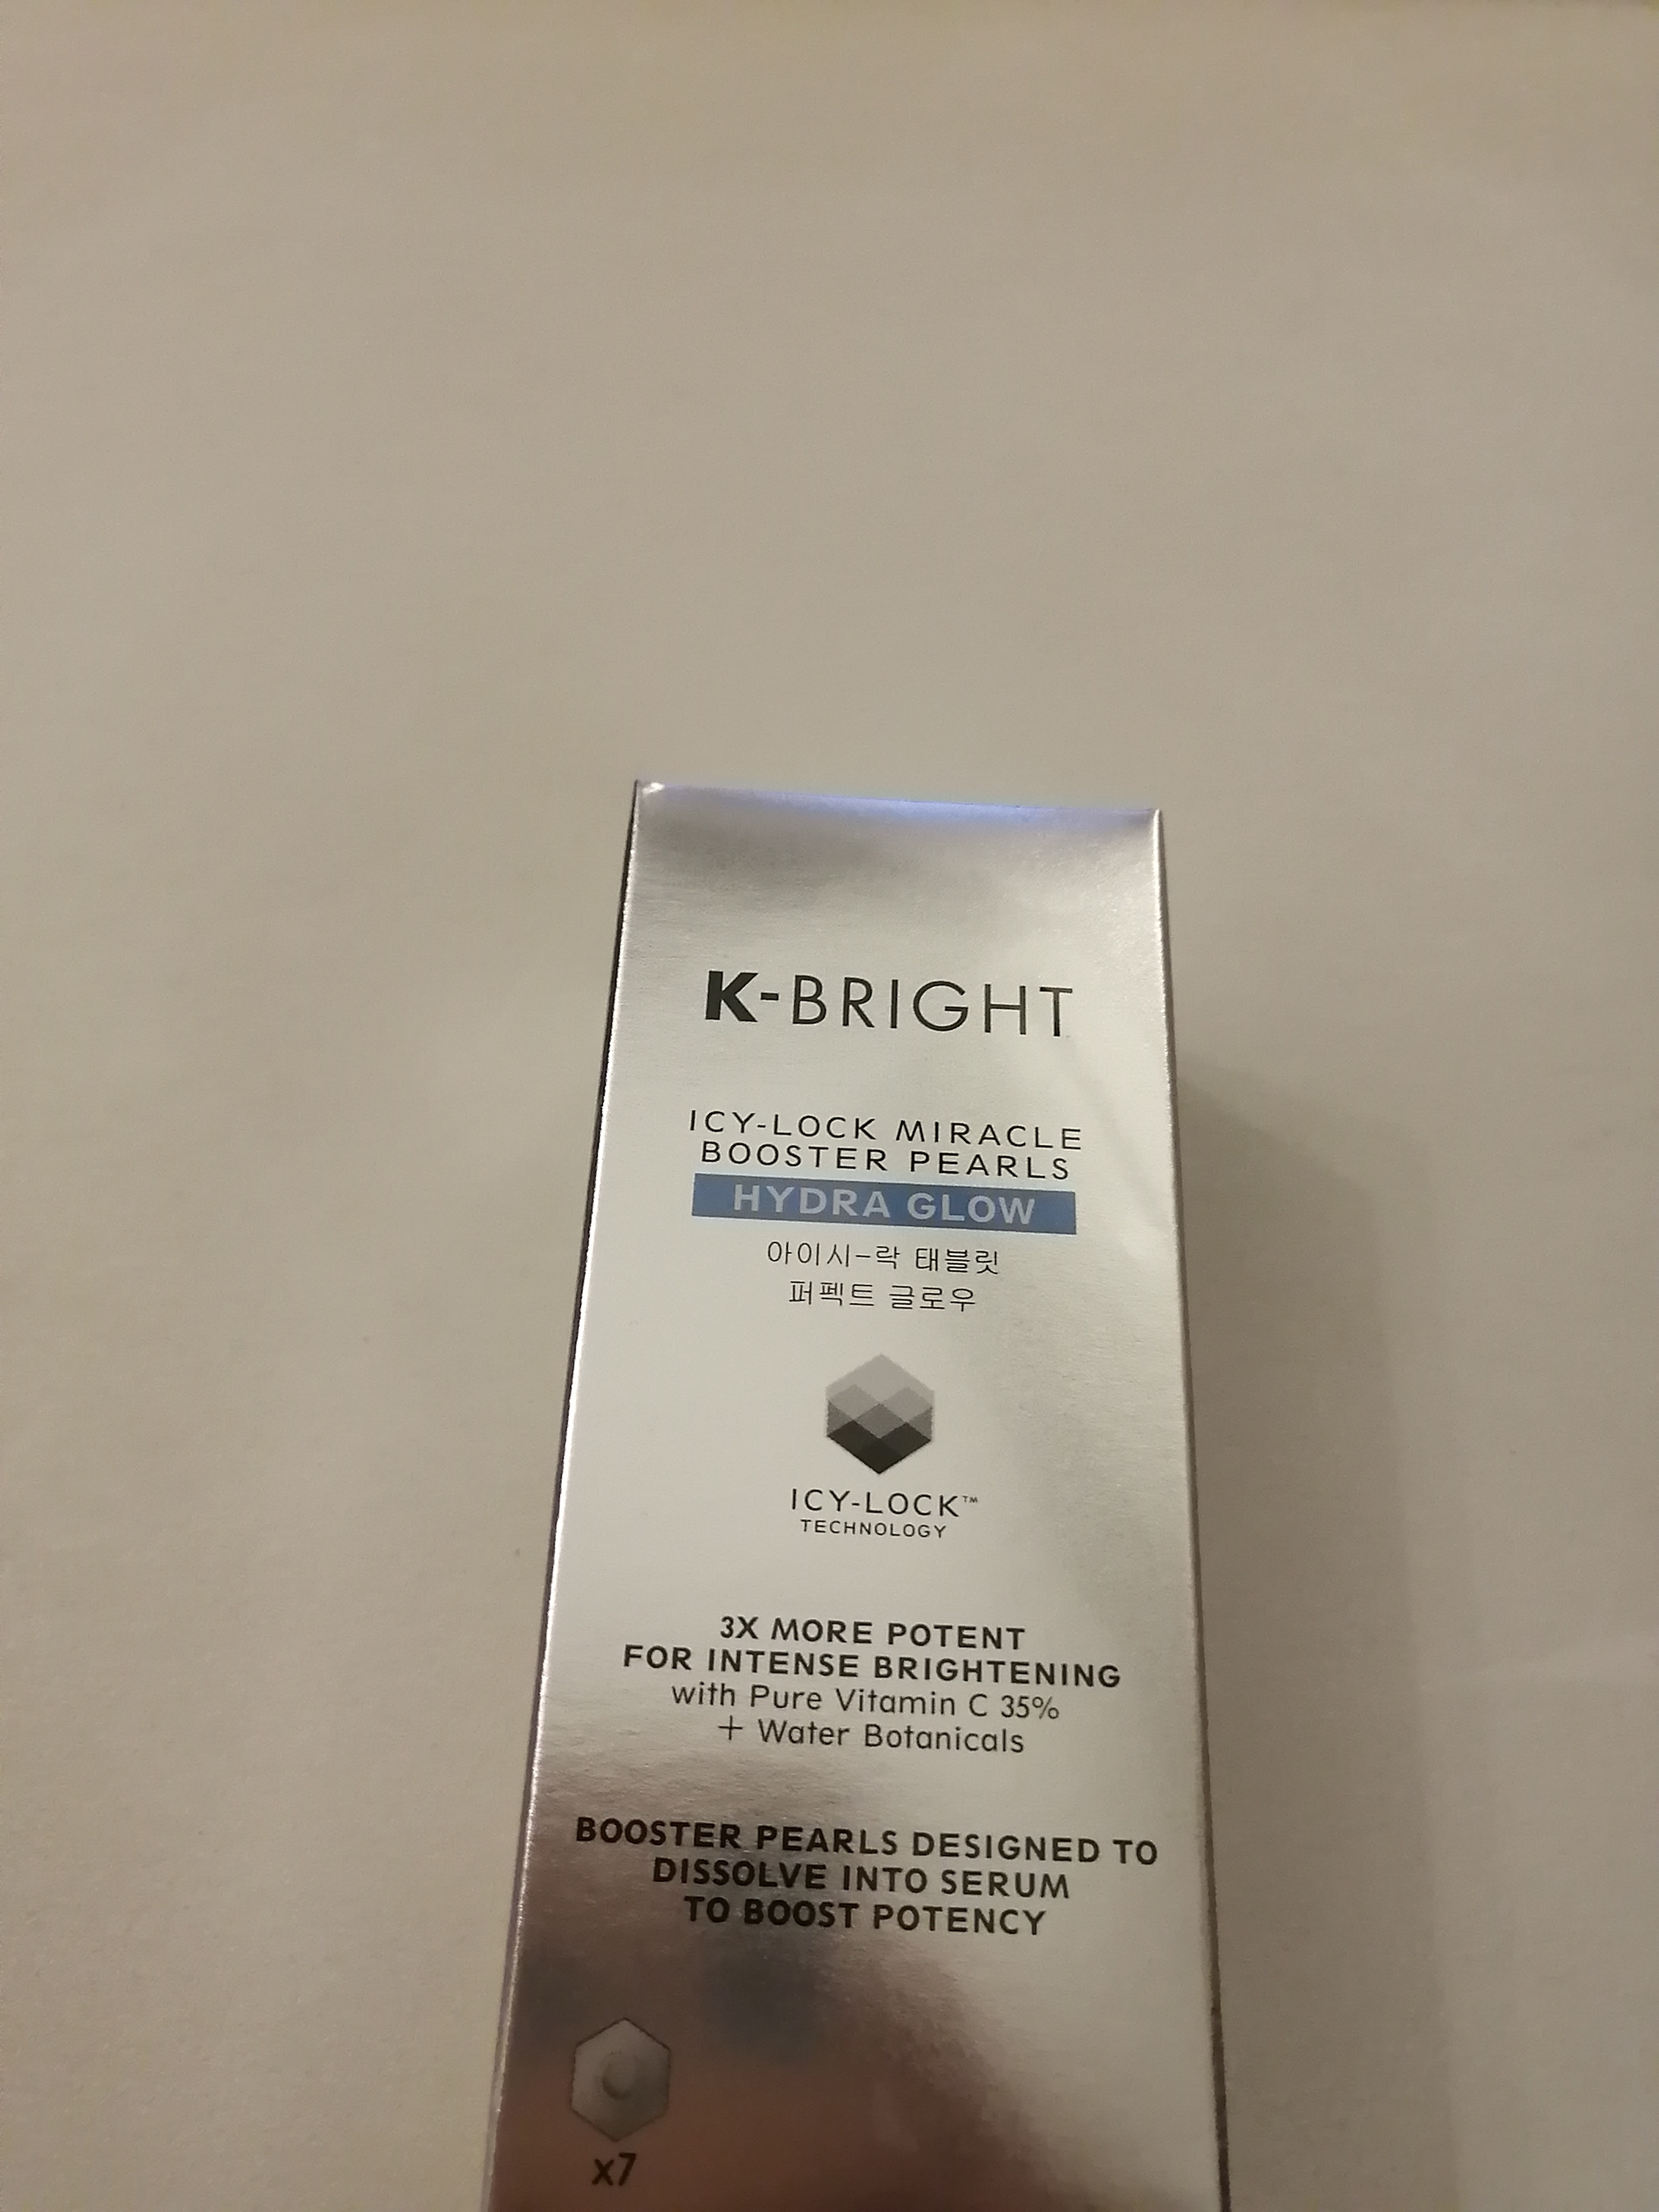 K-BRIGHT
ICY-LOCK MIRACLE
BOOSTER PEARLS
HYDRA GLOW
아이시-락 태블릿
퍼펙트 글로우
ICY-LOCK™
TECHNOLOGY
3X MORE POTENT
FOR INTENSE BRIGHTENING
with Pure Vitamin C 35%
+ Water Botanicals
BOOSTER PEARLS DESIGNED TO
DISSOLVE INTO SERUM
TO BOOST POTENCY
x7